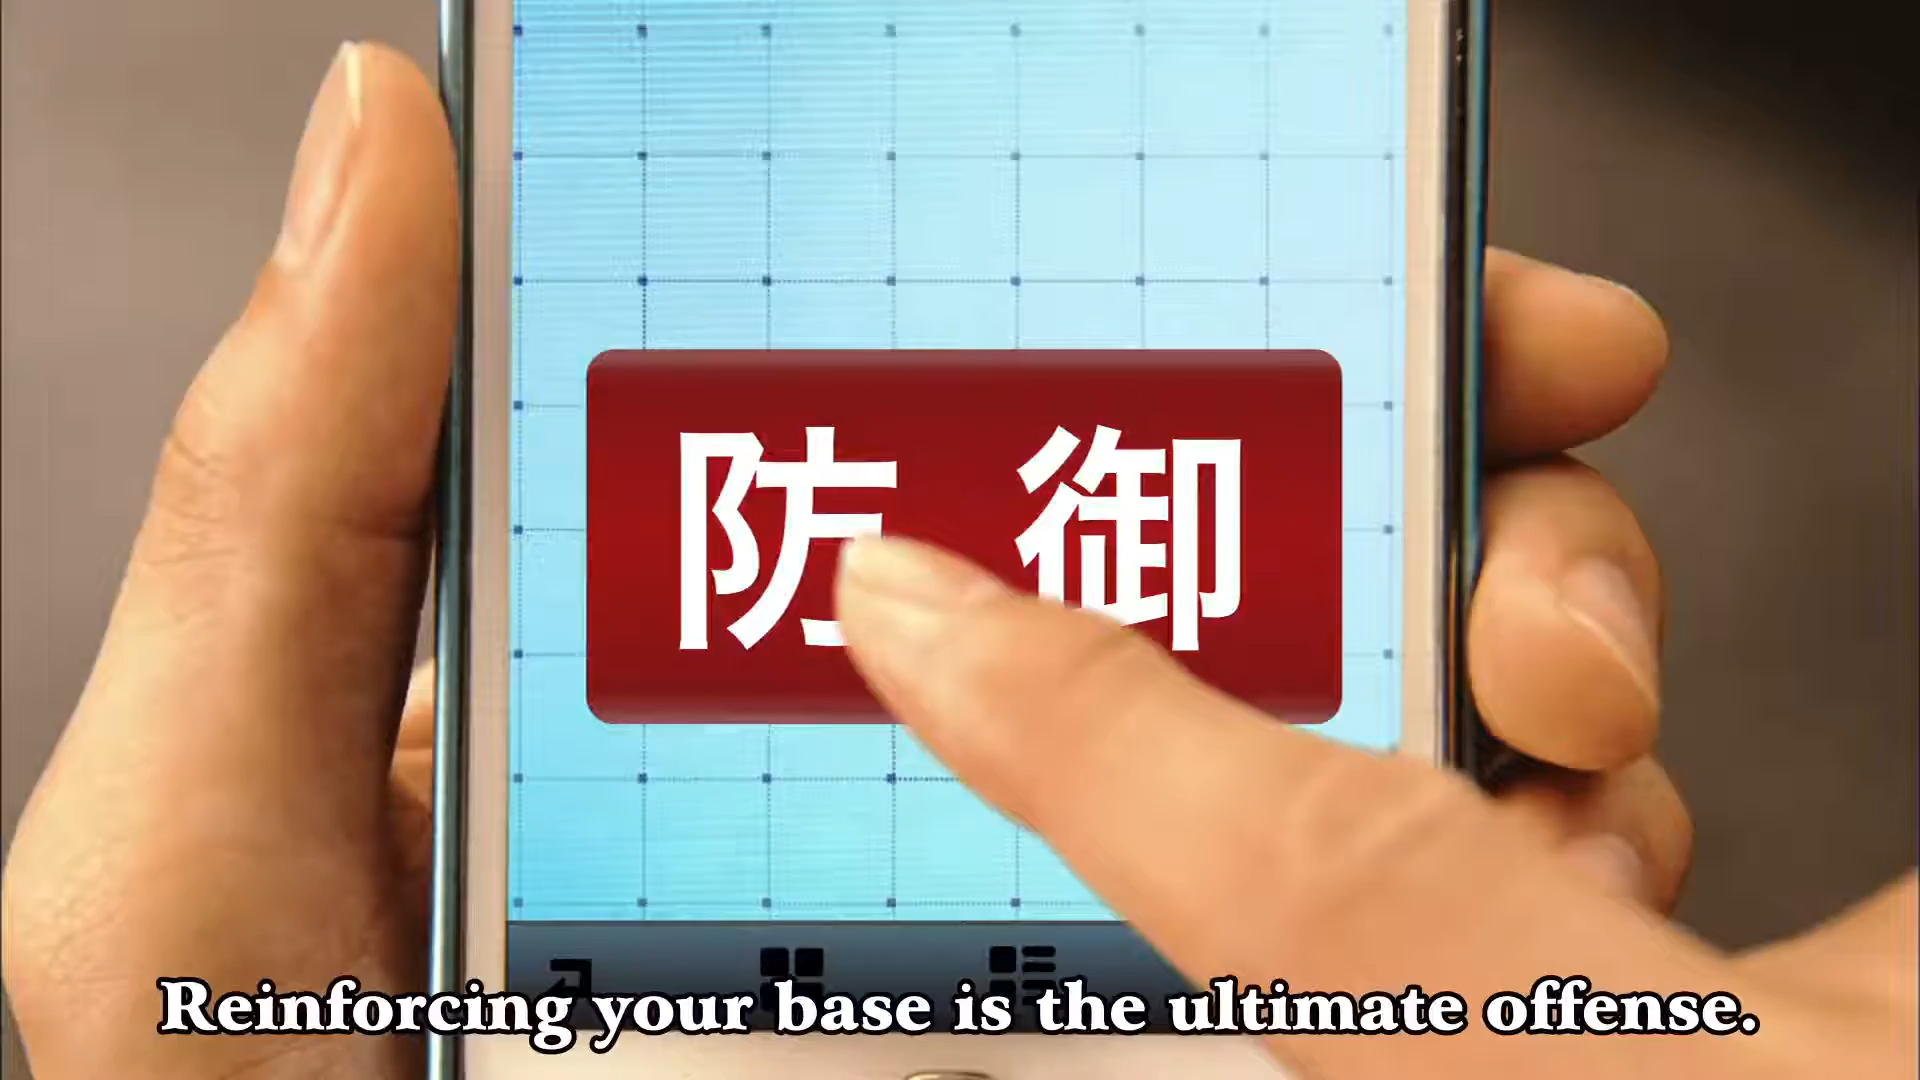 防御
Reinforcing your base is the ultimate offense.